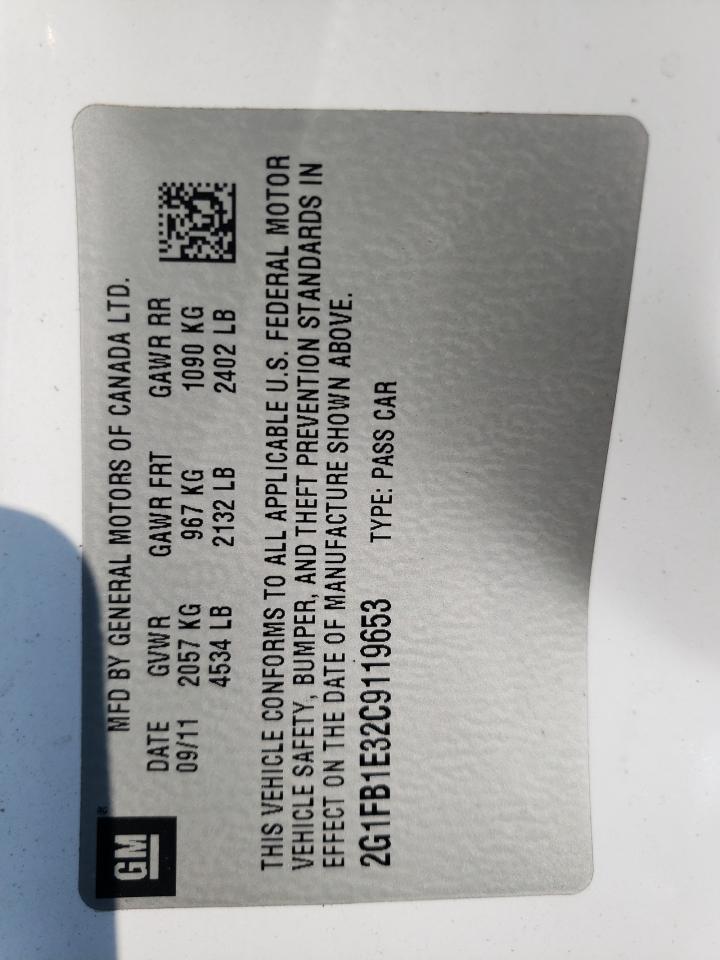 GM
MFD BY GENERAL MOTORS OF CANADA LTD.
DATE GVWR GAWR FRT GAWR RR
09/11 2057 KG 967 KG 1090 KG
4534 LB 2132 LB 2402 LB
THIS VEHICLE CONFORMS TO ALL APPLICABLE U.S. FEDERAL MOTOR
VEHICLE SAFETY, BUMPER, AND THEFT PREVENTION STANDARDS IN
EFFECT ON THE DATE OF MANUFACTURE SHOWN ABOVE.
2G1FB1E32C9119653 TYPE: PASS CAR